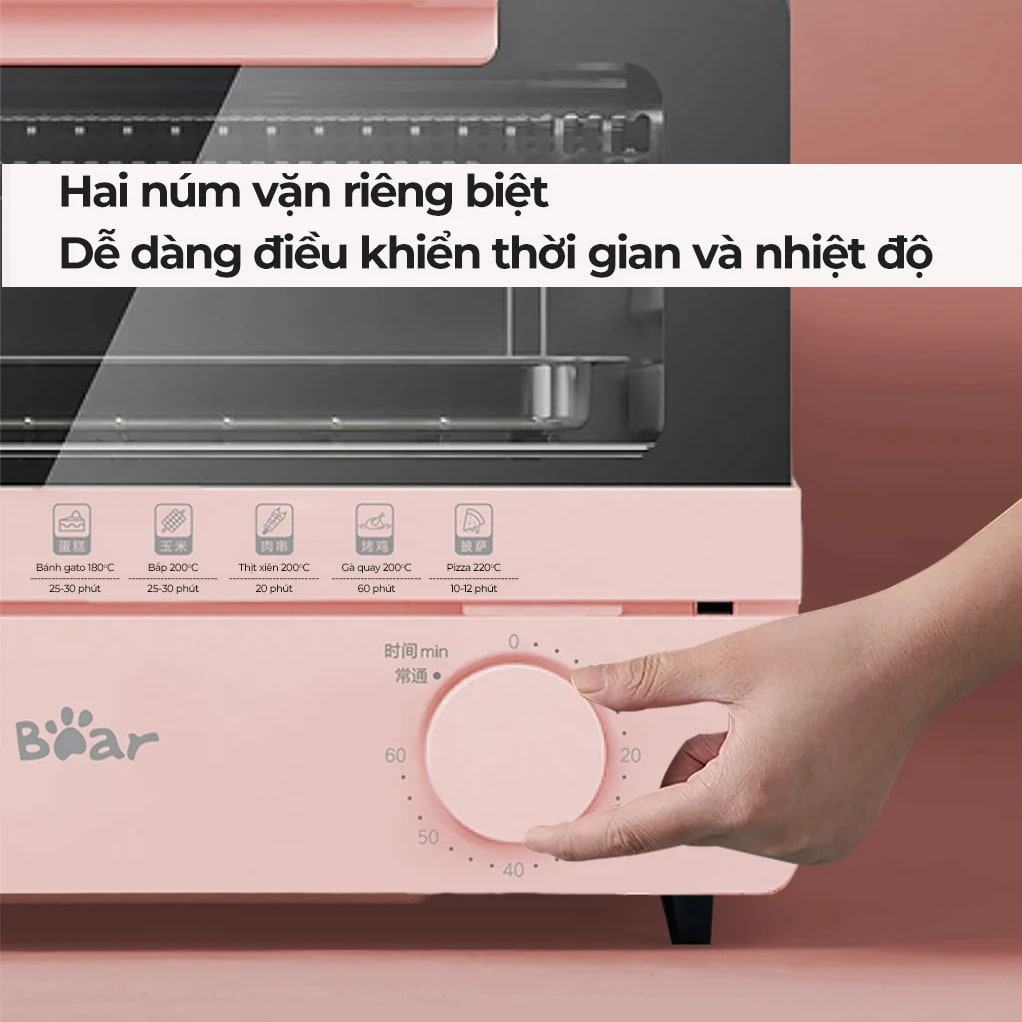 Hai núm vặn riêng biệt
Dễ dàng điều khiển thời gian và nhiệt độ
蛋糕 玉米 肉串 烤鸡 披萨
Bánh gato 180°C Bắp 200°C Thịt xiên 200°C Gà quay 200°C Pizza 220°C
25-30 phút 25-30 phút 20 phút 60 phút 10-12 phút
时间min
常通
0
Bear
60
20
50
40